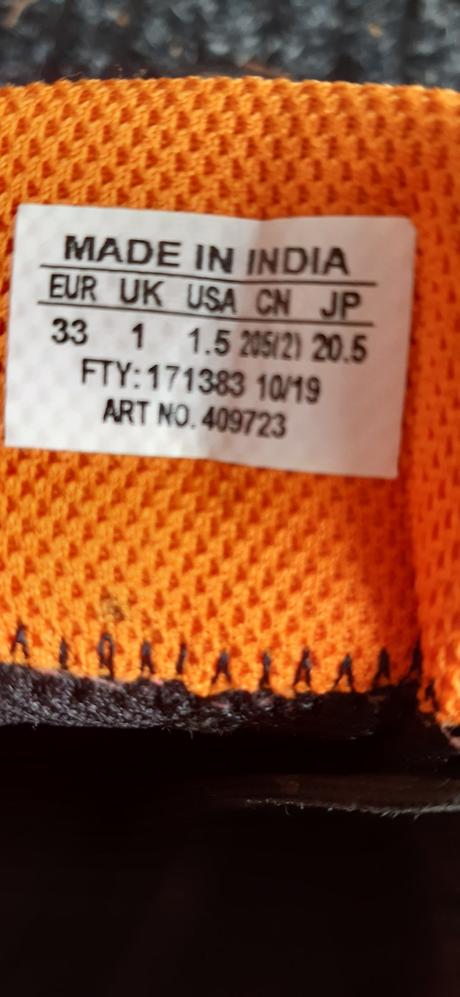 MADE IN INDIA
EUR UK USA CN JP
33 1 1.5 205(2) 20.5
FTY:171383 10/19
ART NO. 409723